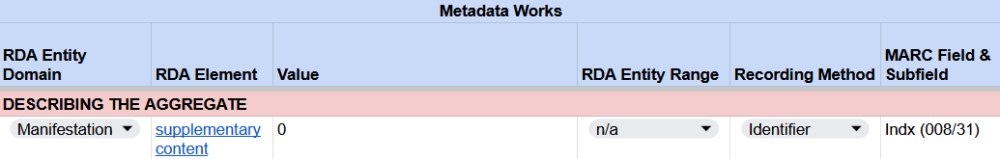 Metadata Works
RDA Entity Domain	RDA Element	Value	RDA Entity Range	Recording Method	MARC Field & Subfield
DESCRIBING THE AGGREGATE
Manifestation	supplementary content	0	n/a	Identifier	Indx (008/31)